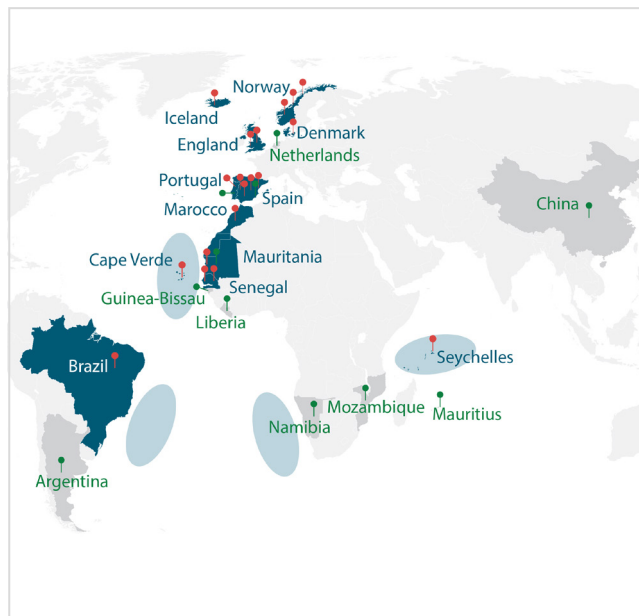 Norway
Iceland
England
Denmark
Netherlands
Portugal
Spain
Marocco
China
Cape Verde
Mauritania
Guinea-Bissau
Senegal
Liberia
Brazil
Seychelles
Mozambique
Namibia
Mauritius
Argentina